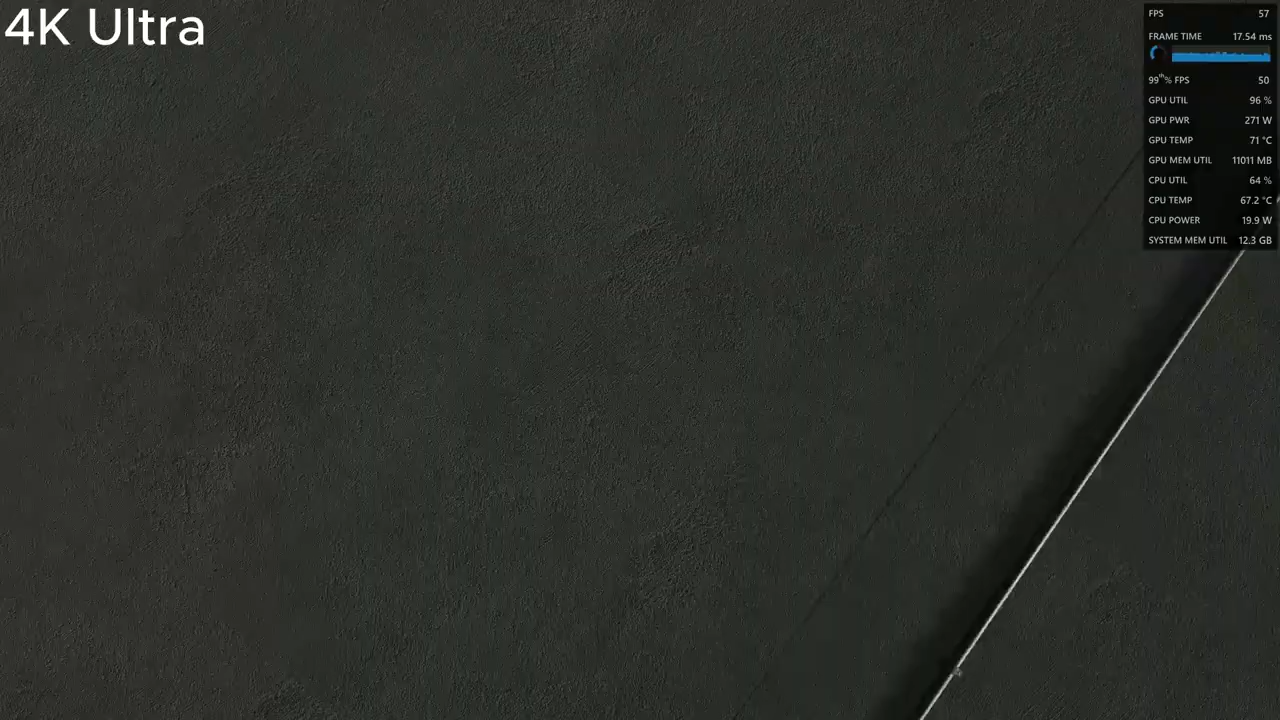 4K Ultra
FPS 57
FRAME TIME 17.54 ms
99th% FPS 50
GPU UTIL 96 %
GPU PWR 271 W
GPU TEMP 71 °C
GPU MEM UTIL 11011 MB
CPU UTIL 64 %
CPU TEMP 67.2 °C
CPU POWER 19.9 W
SYSTEM MEM UTIL 12.3 GB